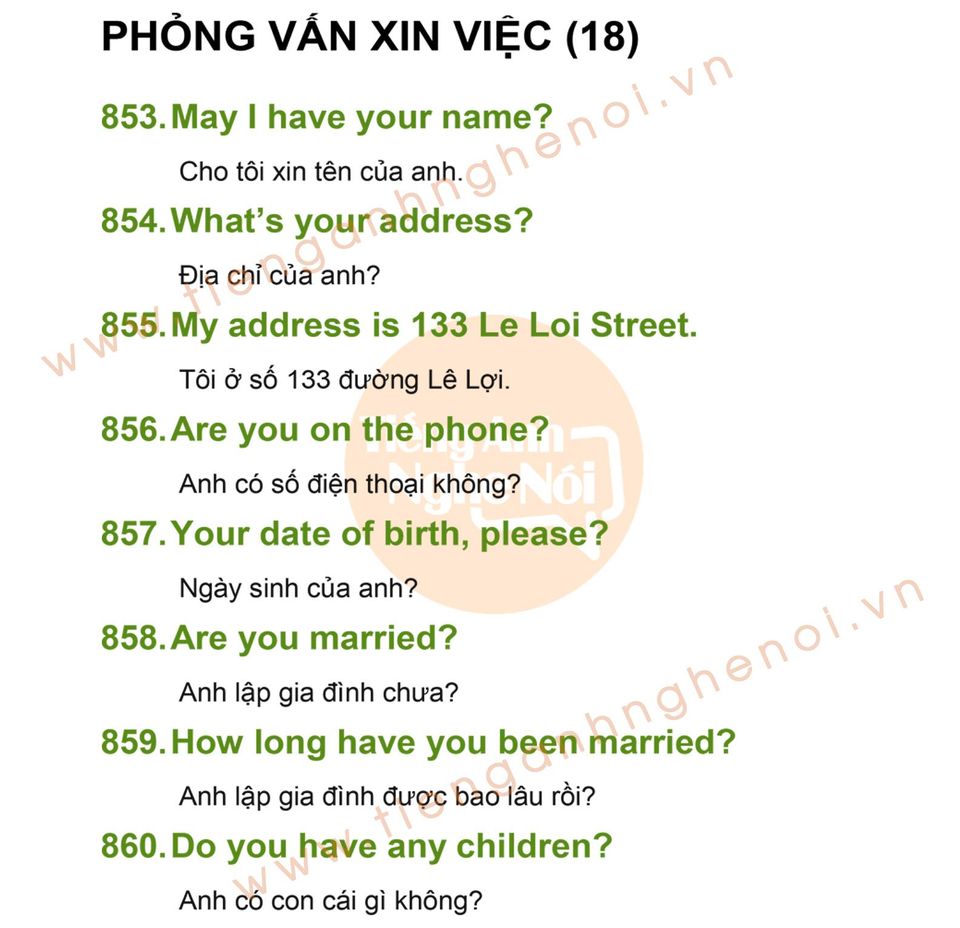 PHỎNG VẤN XIN VIỆC (18)
853. May I have your name?
Cho tôi xin tên của anh.
854. What’s your address?
Địa chỉ của anh?
855. My address is 133 Le Loi Street.
Tôi ở số 133 đường Lê Lợi.
856. Are you on the phone?
Anh có số điện thoại không?
857. Your date of birth, please?
Ngày sinh của anh?
858. Are you married?
Anh lập gia đình chưa?
859. How long have you been married?
Anh lập gia đình được bao lâu rồi?
860. Do you have any children?
Anh có con cái gì không?
www.tienganhnghenoi.vn
Tiếng Anh
Nghe Nói
www.tienganhnghenoi.vn